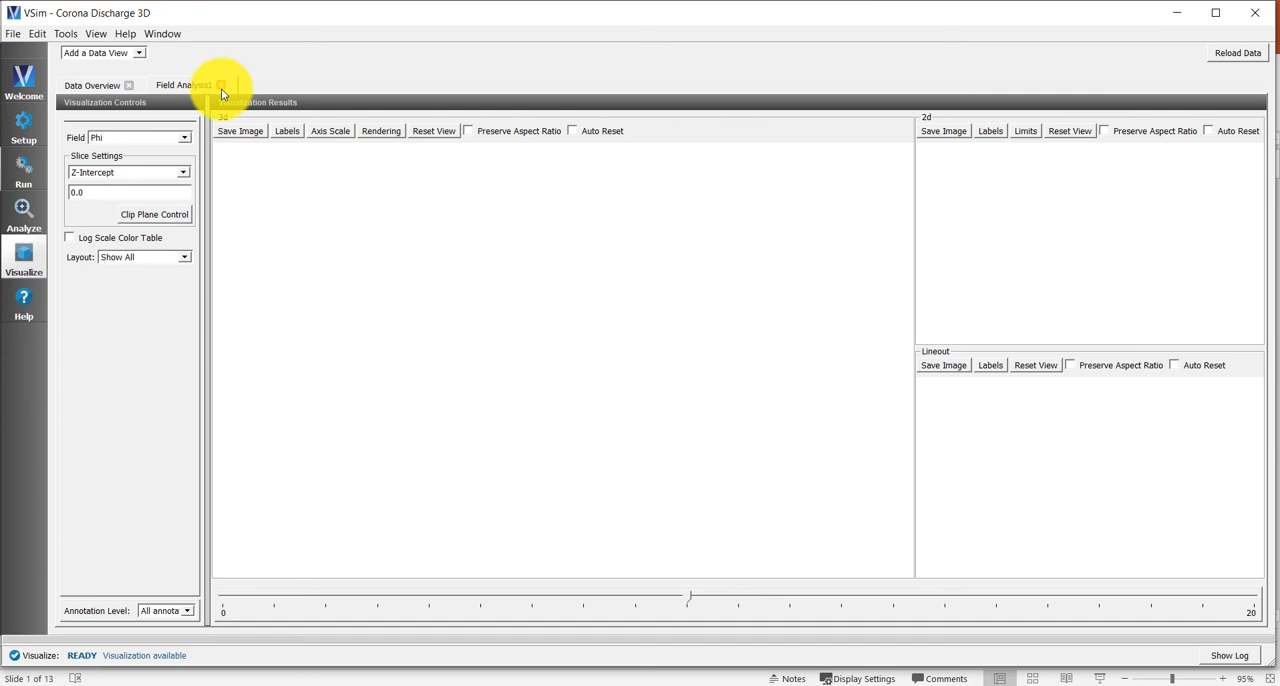 VSim - Corona Discharge 3D
File Edit Tools View Help Window
Add a Data View
Reload Data
Welcome
Setup
Run
Analyze
Visualize
Help
Data Overview
Field Analysis1
Visualization Controls
Field Phi
Slice Settings
Z-Intercept
0.0
Clip Plane Control
Log Scale Color Table
Layout: Show All
Annotation Level: All annota
Visualization Results
3d
Save Image Labels Axis Scale Rendering Reset View Preserve Aspect Ratio Auto Reset
2d
Save Image Labels Limits Reset View Preserve Aspect Ratio Auto Reset
Lineout
Save Image Labels Reset View Preserve Aspect Ratio Auto Reset
0 20
Visualize: READY Visualization available
Show Log
Slide 1 of 13
Notes Display Settings Comments
95%